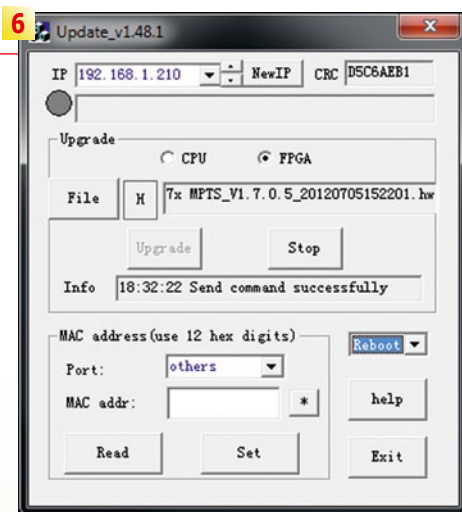 6
Update_v1.48.1
IP 192.168.1.210 NewIP CRC D5C6AEB1
Upgrade
CPU FPGA
File H 7x MPTS_V1.7.0.5_20120705152201.hw
Upgrade Stop
Info 18:32:22 Send command successfully
MAC address(use 12 hex digits)
Reboot
Port: others
MAC addr: * help
Read Set Exit